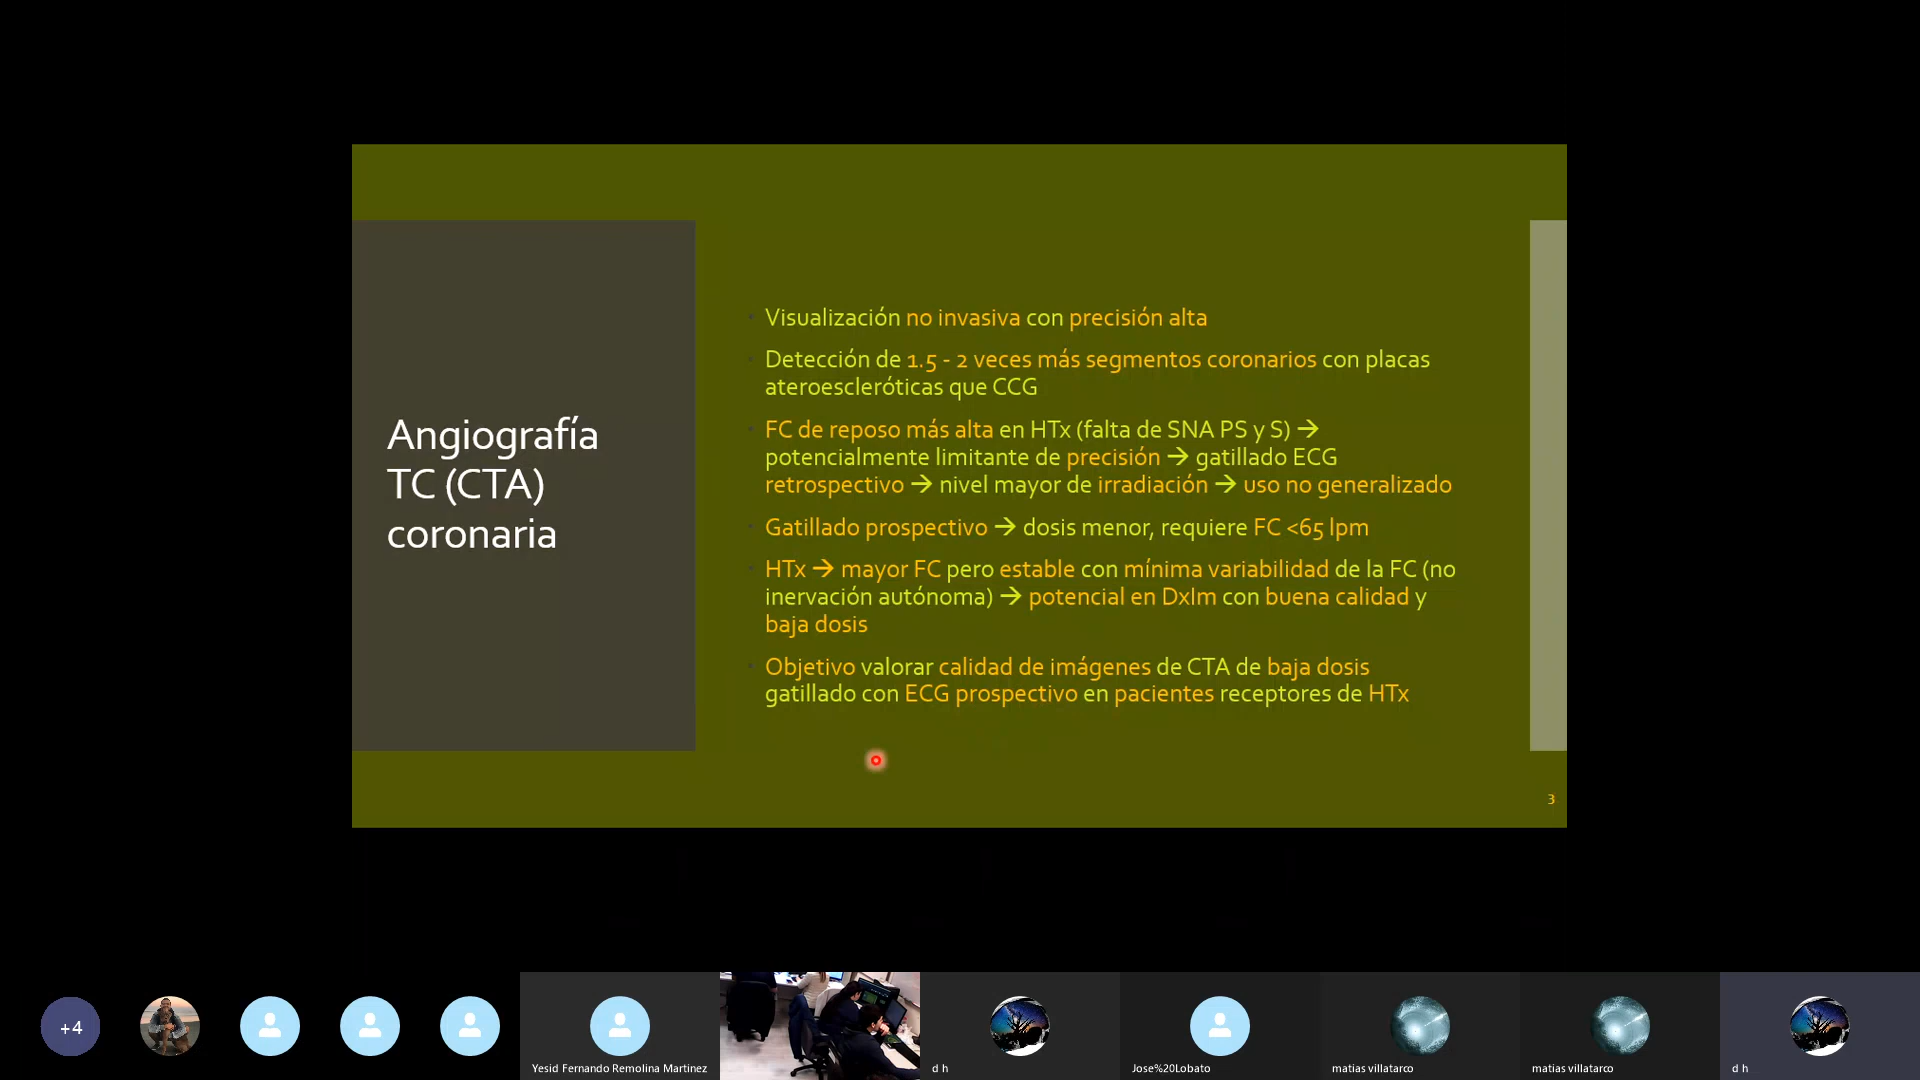 Angiografía
TC (CTA)
coronaria
Visualización no invasiva con precisión alta
Detección de 1.5 - 2 veces más segmentos coronarios con placas
ateroescleróticas que CCG
FC de reposo más alta en HTx (falta de SNA PS y S) →
potencialmente limitante de precisión → gatillado ECG
retrospectivo → nivel mayor de irradiación → uso no generalizado
Gatillado prospectivo → dosis menor, requiere FC <65 lpm
HTx → mayor FC pero estable con mínima variabilidad de la FC (no
inervación autónoma) → potencial en DxIm con buena calidad y
baja dosis
Objetivo valorar calidad de imágenes de CTA de baja dosis
gatillado con ECG prospectivo en pacientes receptores de HTx
3
+4
Yesid Fernando Remolina Martinez
d h
Jose%20Lobato
matias villatarco
matias villatarco
d h